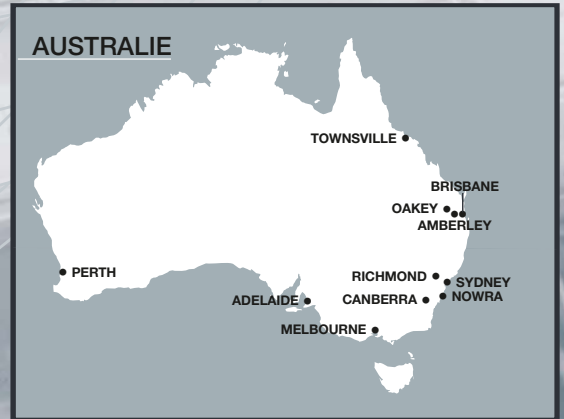 AUSTRALIE
TOWNSVILLE
BRISBANE
OAKEY
AMBERLEY
PERTH
RICHMOND
SYDNEY
ADELAIDE
CANBERRA
NOWRA
MELBOURNE